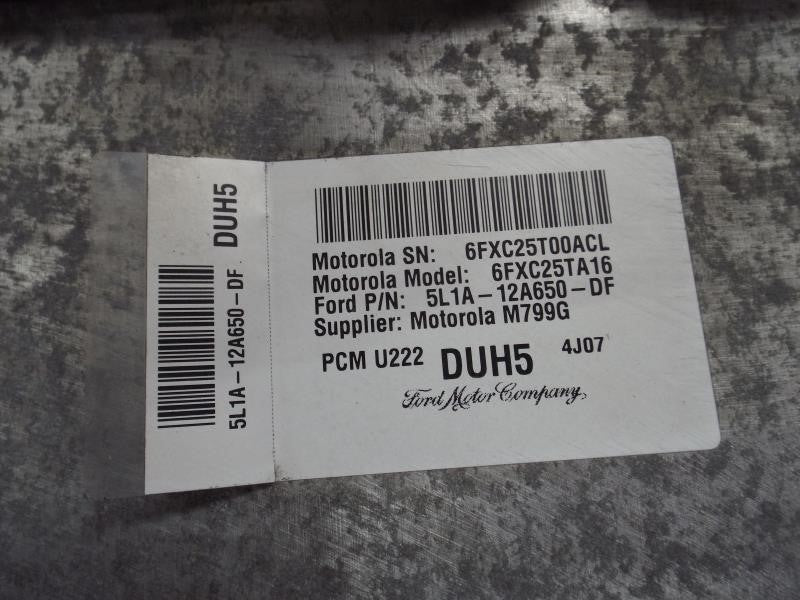 DUH5
5L1A-12A650-DF
Motorola SN: 6FXC25T00ACL
Motorola Model: 6FXC25TA16
Ford P/N: 5L1A-12A650-DF
Supplier: Motorola M799G
PCM U222 DUH5 4J07
Ford Motor Company,